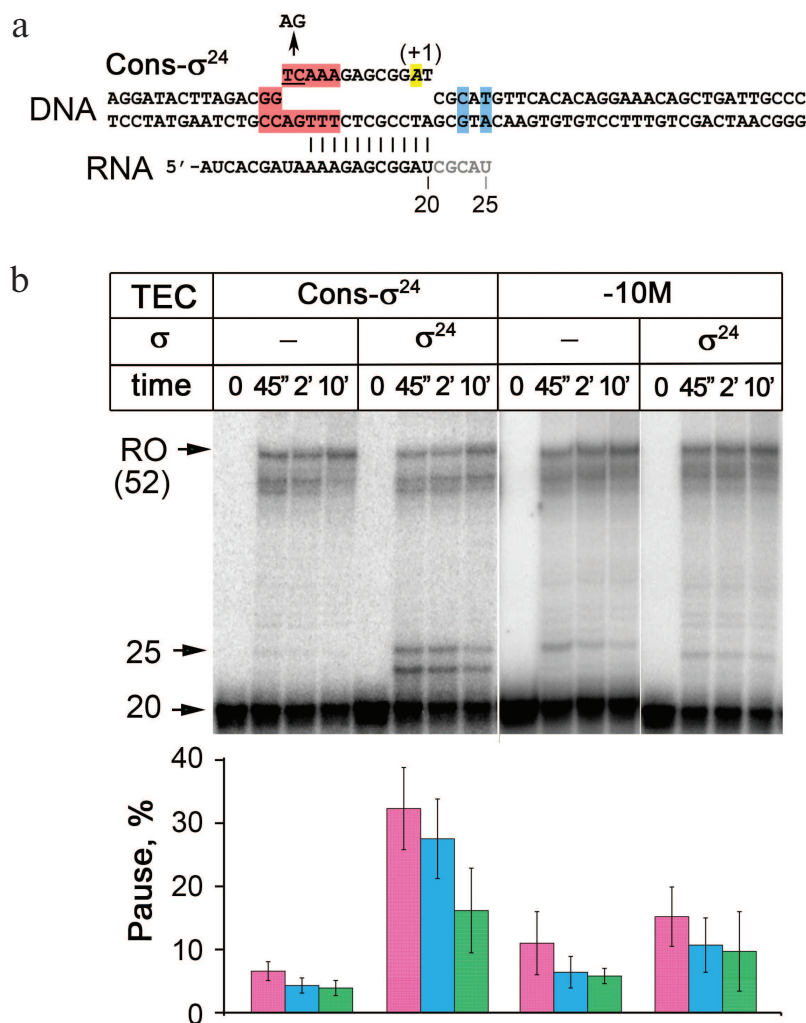 a
AG
Cons-σ²⁴
(+1)
TCAAAGAGCGGAT
DNA
AGGATACTTAGACGG CGCATGTTCACACAGGAAACAGCTGATTGCCC
TCCTATGAATCTGCCAGTTTCTCGCCTAGCGTACAAGTGTGTCCTTTGTCGACTAACGGG
RNA 5'-AUCACGAUAAAAGAGCGGAUCGCAU
20 25
b
TEC Cons-σ²⁴ -10M
σ – σ²⁴ – σ²⁴
time 0 45" 2' 10' 0 45" 2' 10' 0 45" 2' 10' 0 45" 2' 10'
RO
(52)
25
20
Pause, %
40
30
20
10
0